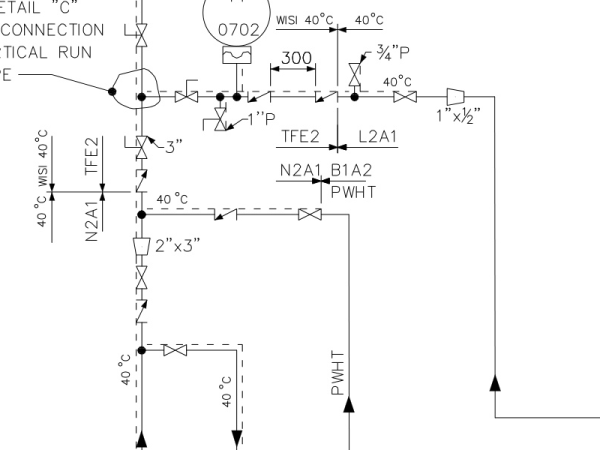 ETAIL "C"
CONNECTION
TICAL RUN
0702
WISI 40°C
40°C
300
3/4"P
40°C
1"P
1"x1/2"
3"
TFE2
L2A1
N2A1
B1A2
PWHT
WISI 40°C
TFE2
40°C
N2A1
40°C
2"x3"
40°C
40°C
PWHT